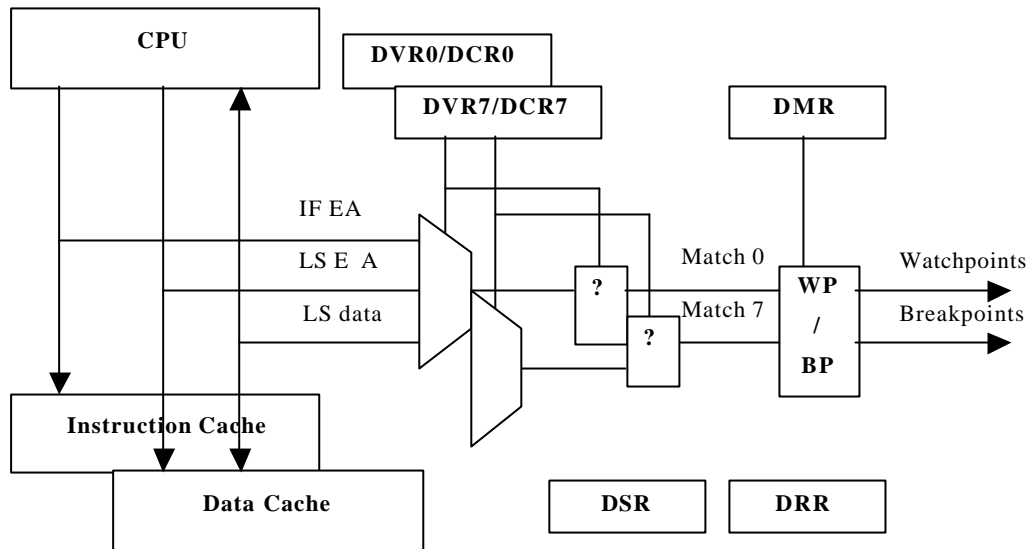 CPU
DVR0/DCR0
DVR7/DCR7
DMR
IF EA
LS E A
LS data
Match 0
Match 7
?
?
WP
/
BP
Watchpoints
Breakpoints
Instruction Cache
Data Cache
DSR
DRR